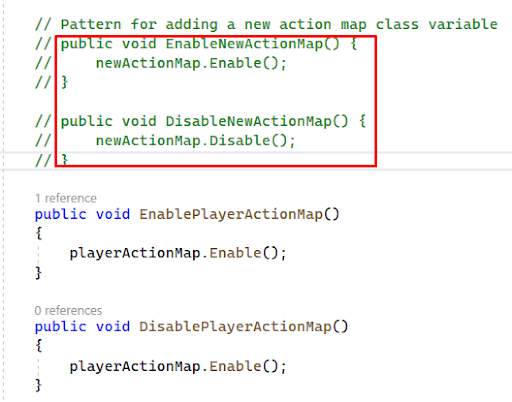 // Pattern for adding a new action map class variable
// public void EnableNewActionMap() {
//     newActionMap.Enable();
// }
// public void DisableNewActionMap() {
//     newActionMap.Disable();
// }
1 reference
public void EnablePlayerActionMap()
{
    playerActionMap.Enable();
}
0 references
public void DisablePlayerActionMap()
{
    playerActionMap.Enable();
}